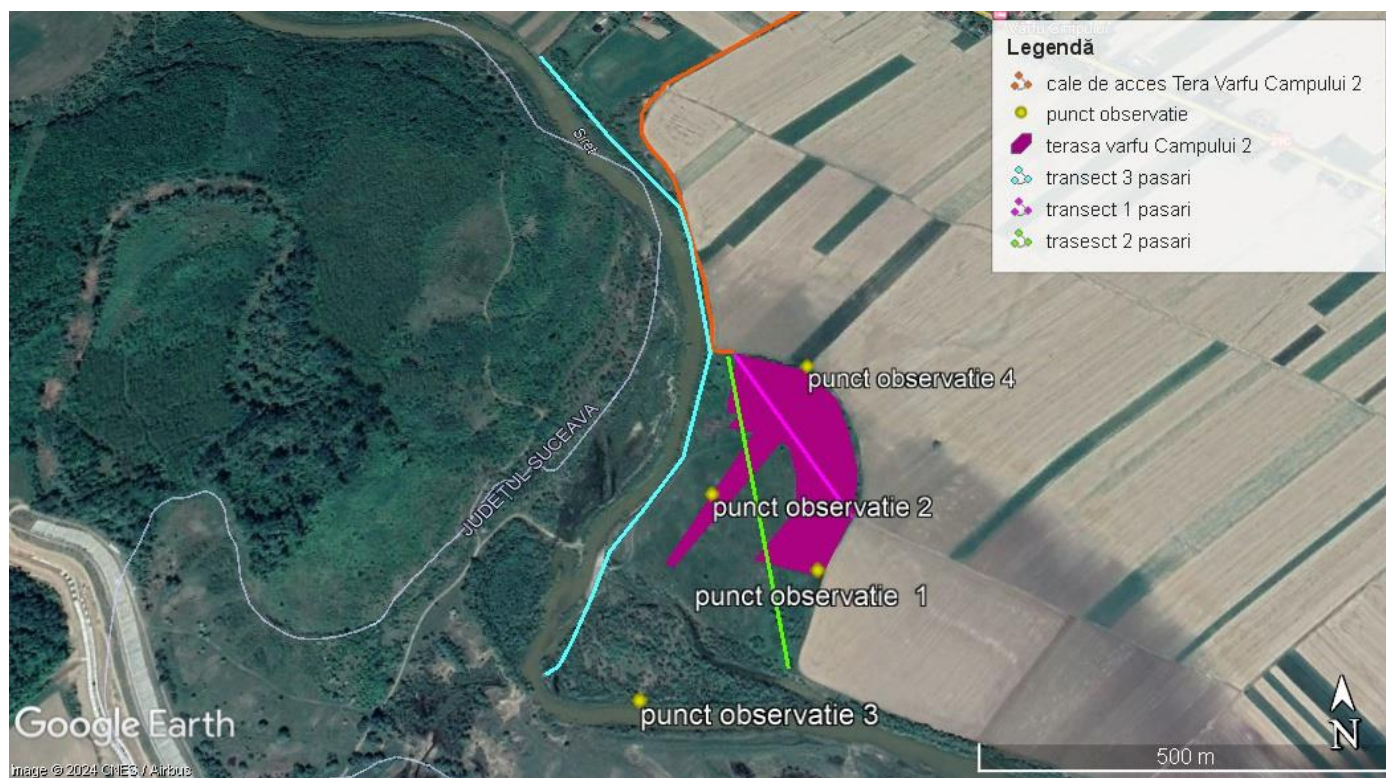 Legendă
cale de acces Tera Varfu Campului 2
punct observatie
terasa varfu Campului 2
transect 3 pasari
transect 1 pasari
trasesct 2 pasari
Siret
JUDEȚUL SUCEAVA
punct observatie 4
punct observatie 2
punct observatie 1
punct observatie 3
Google Earth
N
500 m
Image © 2024 CNES / Airbus